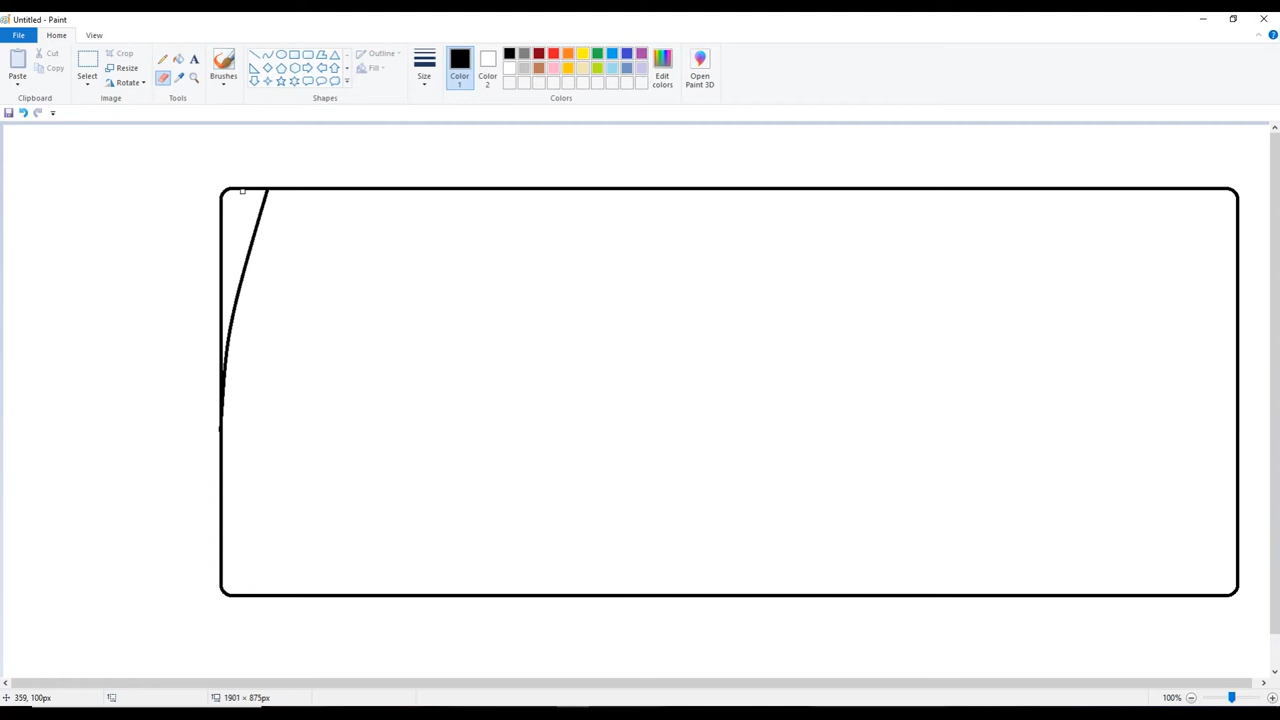 Untitled - Paint
File Home View
Paste Cut Copy Clipboard
Select Crop Resize Rotate Image
Tools
Brushes
Outline Fill Shapes
Size
Color 1
Color 2
Colors
Edit colors
Open Paint 3D
359, 100px 1901 × 875px 100%